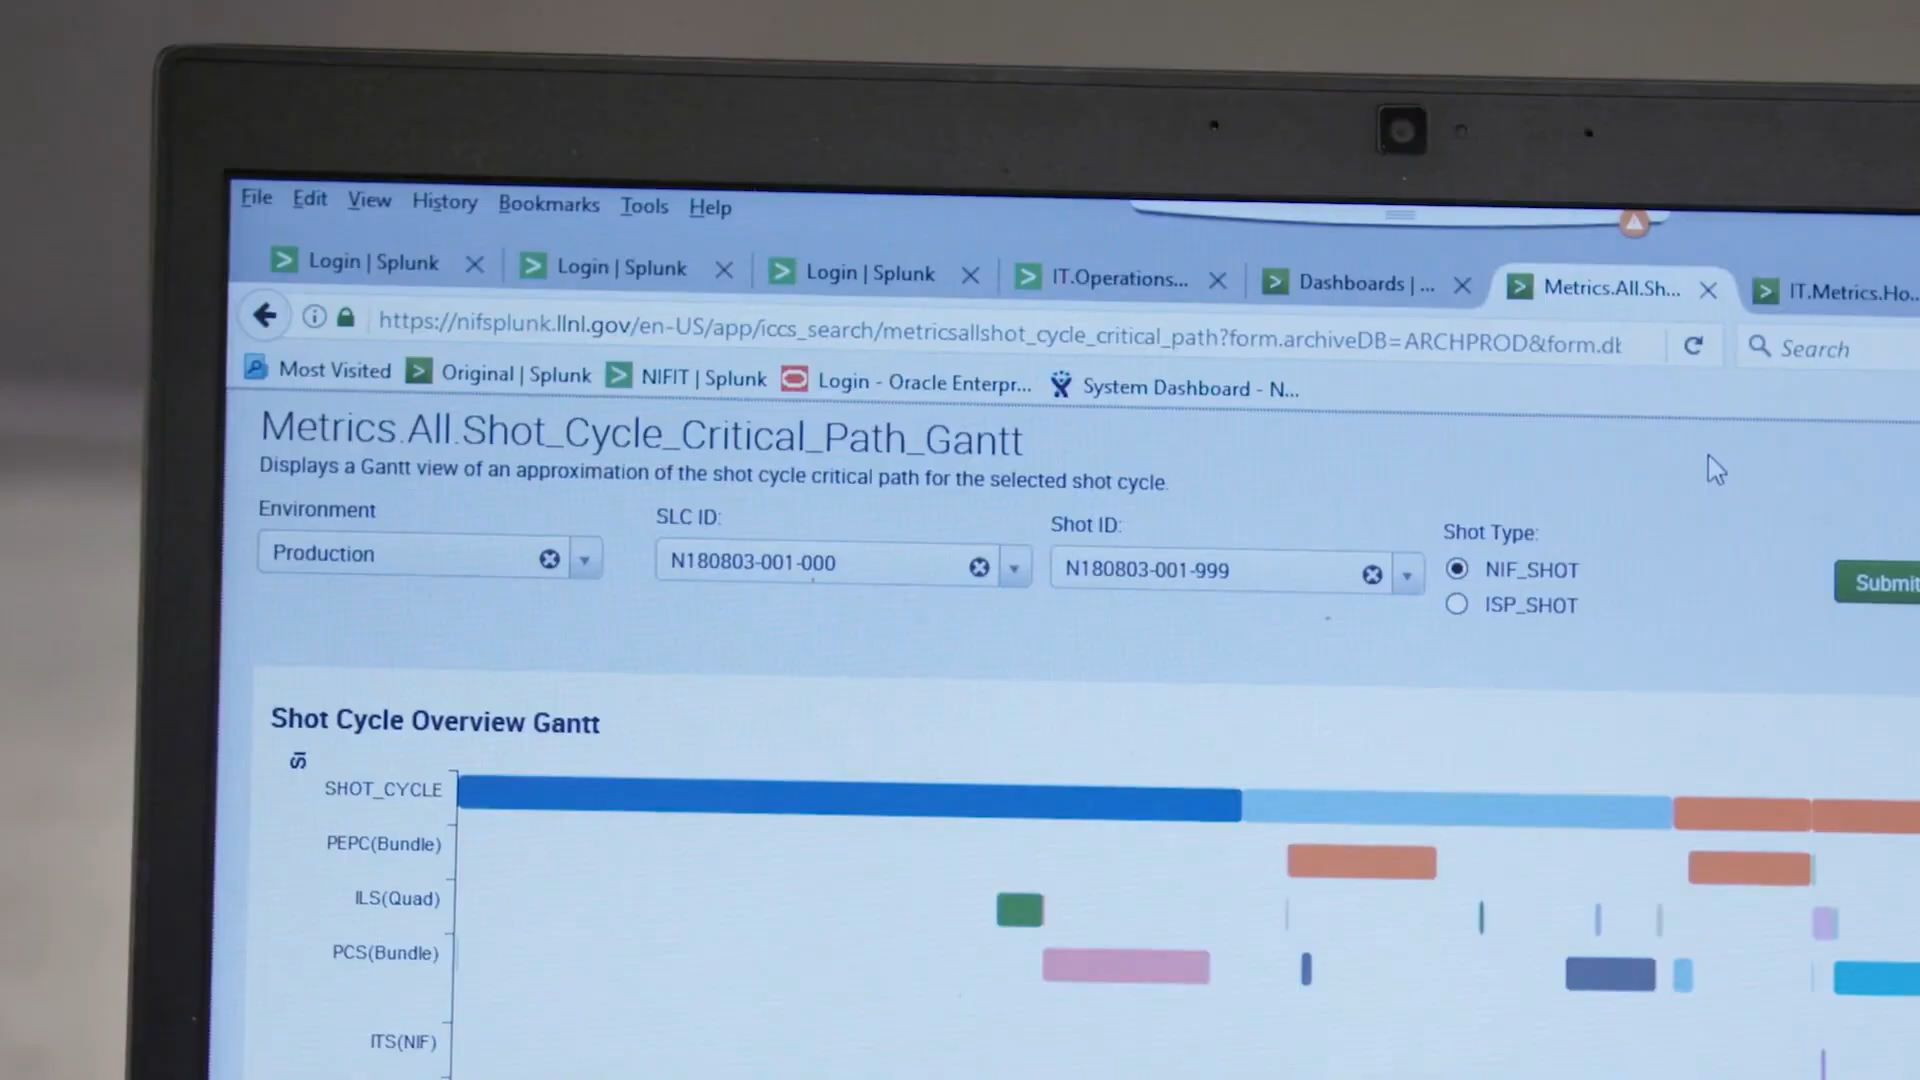 File Edit View History Bookmarks Tools Help
Login | Splunk Login | Splunk Login | Splunk IT.Operations... Dashboards | ... Metrics.All.Sh... IT.Metrics.Ho...
https://nifsplunk.llnl.gov/en-US/app/iccs_search/metricsallshot_cycle_critical_path?form.archiveDB=ARCHPROD&form.db Search
Most Visited Original | Splunk NIFIT | Splunk Login - Oracle Enterpr... System Dashboard - N...
Metrics.All.Shot_Cycle_Critical_Path_Gantt
Displays a Gantt view of an approximation of the shot cycle critical path for the selected shot cycle.
Environment SLC ID: Shot ID: Shot Type:
Production N180803-001-000 N180803-001-999 NIF_SHOT Submit
ISP_SHOT
Shot Cycle Overview Gantt
SI
SHOT_CYCLE
PEPC(Bundle)
ILS(Quad)
PCS(Bundle)
ITS(NIF)